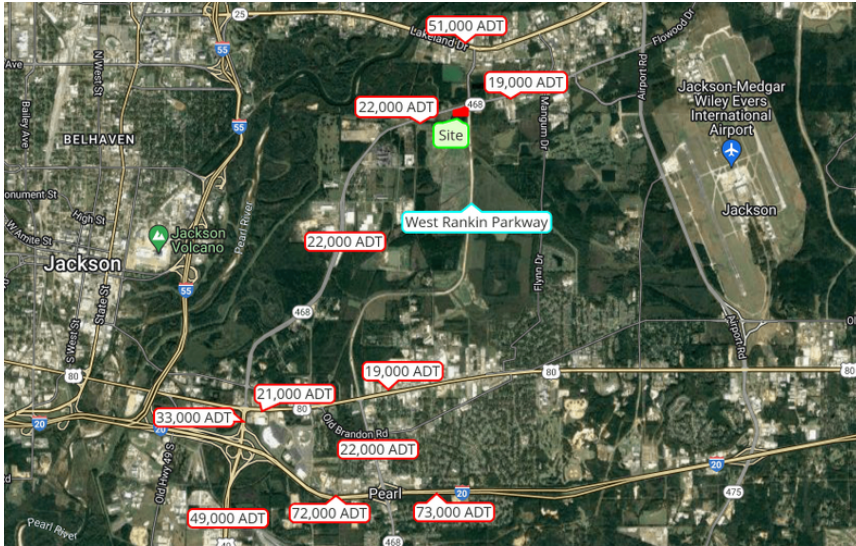 25
51,000 ADT
Lakeland Dr
Flowood Dr
55
Ave
N West St
19,000 ADT
Airport Rd
22,000 ADT
468
Jackson-Medgar
Wiley Evers
International
Airport
Bailey Ave
55
Mangum Dr
BELHAVEN
Site
onument St
High St
Pearl River
West Rankin Parkway
Jackson
W Amite St
Jackson
Volcano
22,000 ADT
Jackson
State St
55
Flynn Dr
468
S West St
Airport Rd
Ol
80
19,000 ADT
80
80
21,000 ADT
80
33,000 ADT
20
20
Old Brandon Rd
22,000 ADT
Old Hwy 49 S
20
rd
Pearl
20
475
49,000 ADT
72,000 ADT
73,000 ADT
Pearl River
49
468